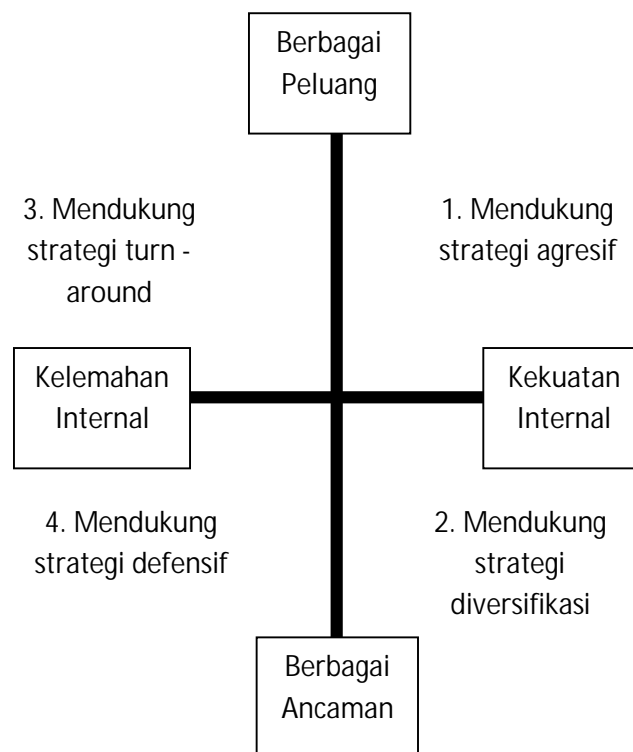 Berbagai
Peluang
3. Mendukung
strategi turn -
around
1. Mendukung
strategi agresif
Kelemahan
Internal
Kekuatan
Internal
4. Mendukung
strategi defensif
2. Mendukung
strategi
diversifikasi
Berbagai
Ancaman